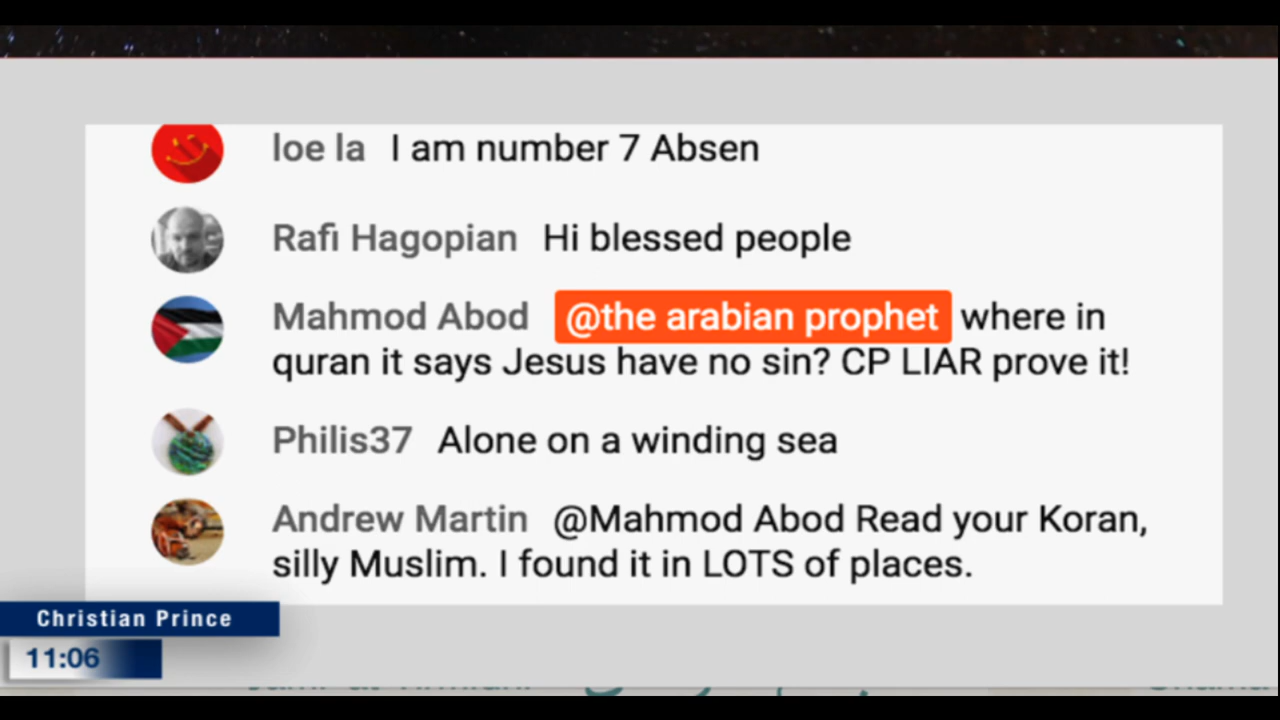 loe la I am number 7 Absen
Rafi Hagopian Hi blessed people
Mahmod Abod @the arabian prophet where in
quran it says Jesus have no sin? CP LIAR prove it!
Philis37 Alone on a winding sea
Andrew Martin @Mahmod Abod Read your Koran,
silly Muslim. I found it in LOTS of places.
Christian Prince
11:06